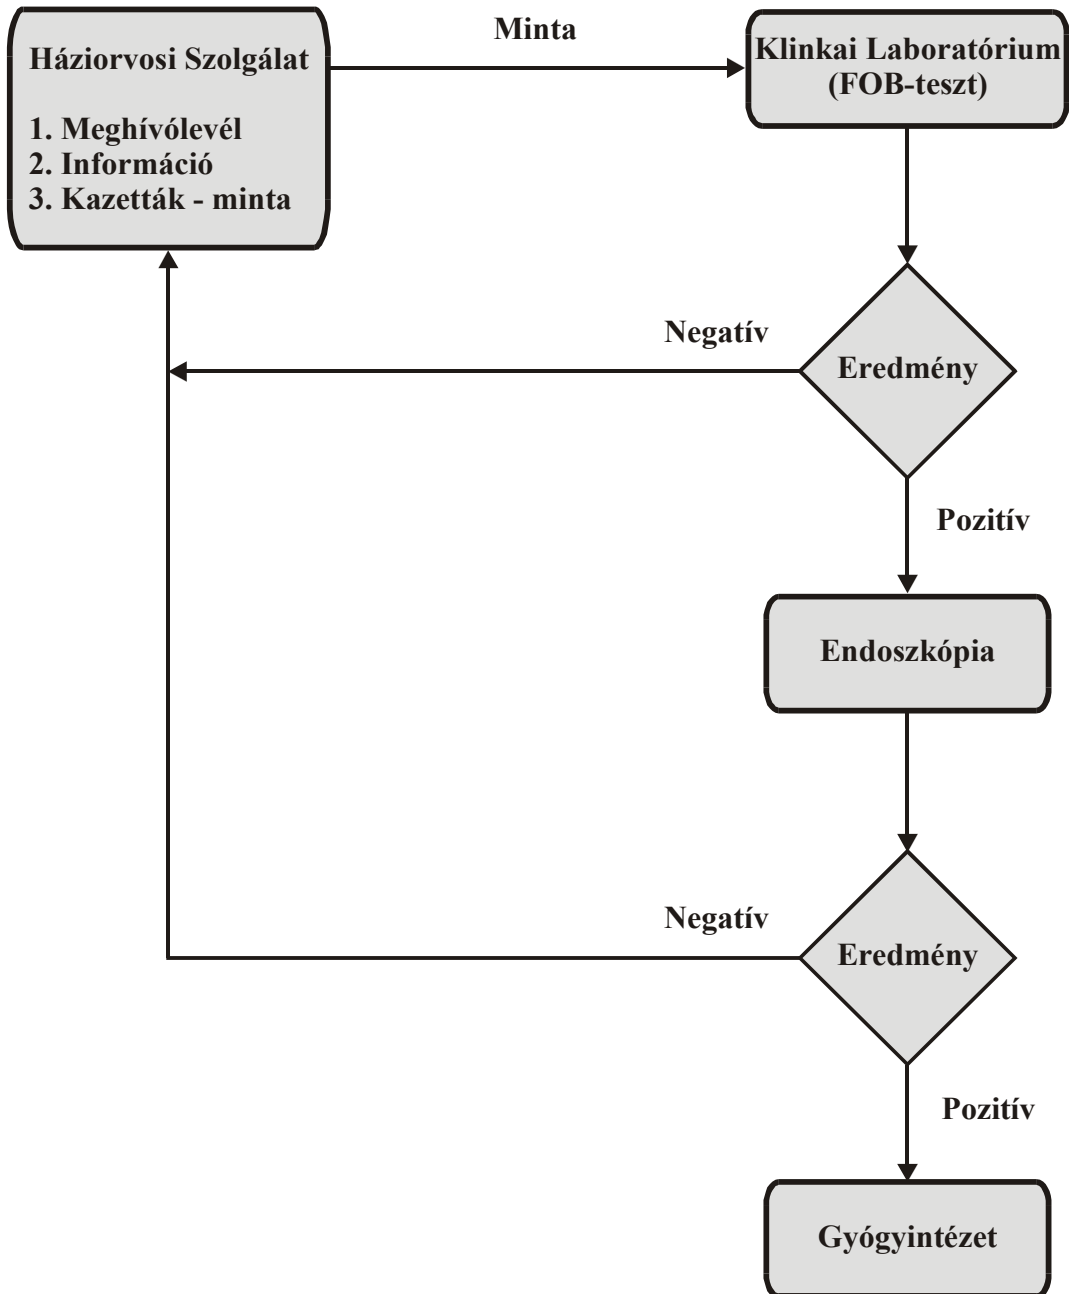 Háziorvosi Szolgálat
1. Meghívólevél
2. Információ
3. Kazetták - minta
Minta
Klinkai Laboratórium
(FOB-teszt)
Negatív
Eredmény
Pozitív
Endoszkópia
Negatív
Eredmény
Pozitív
Gyógyintézet